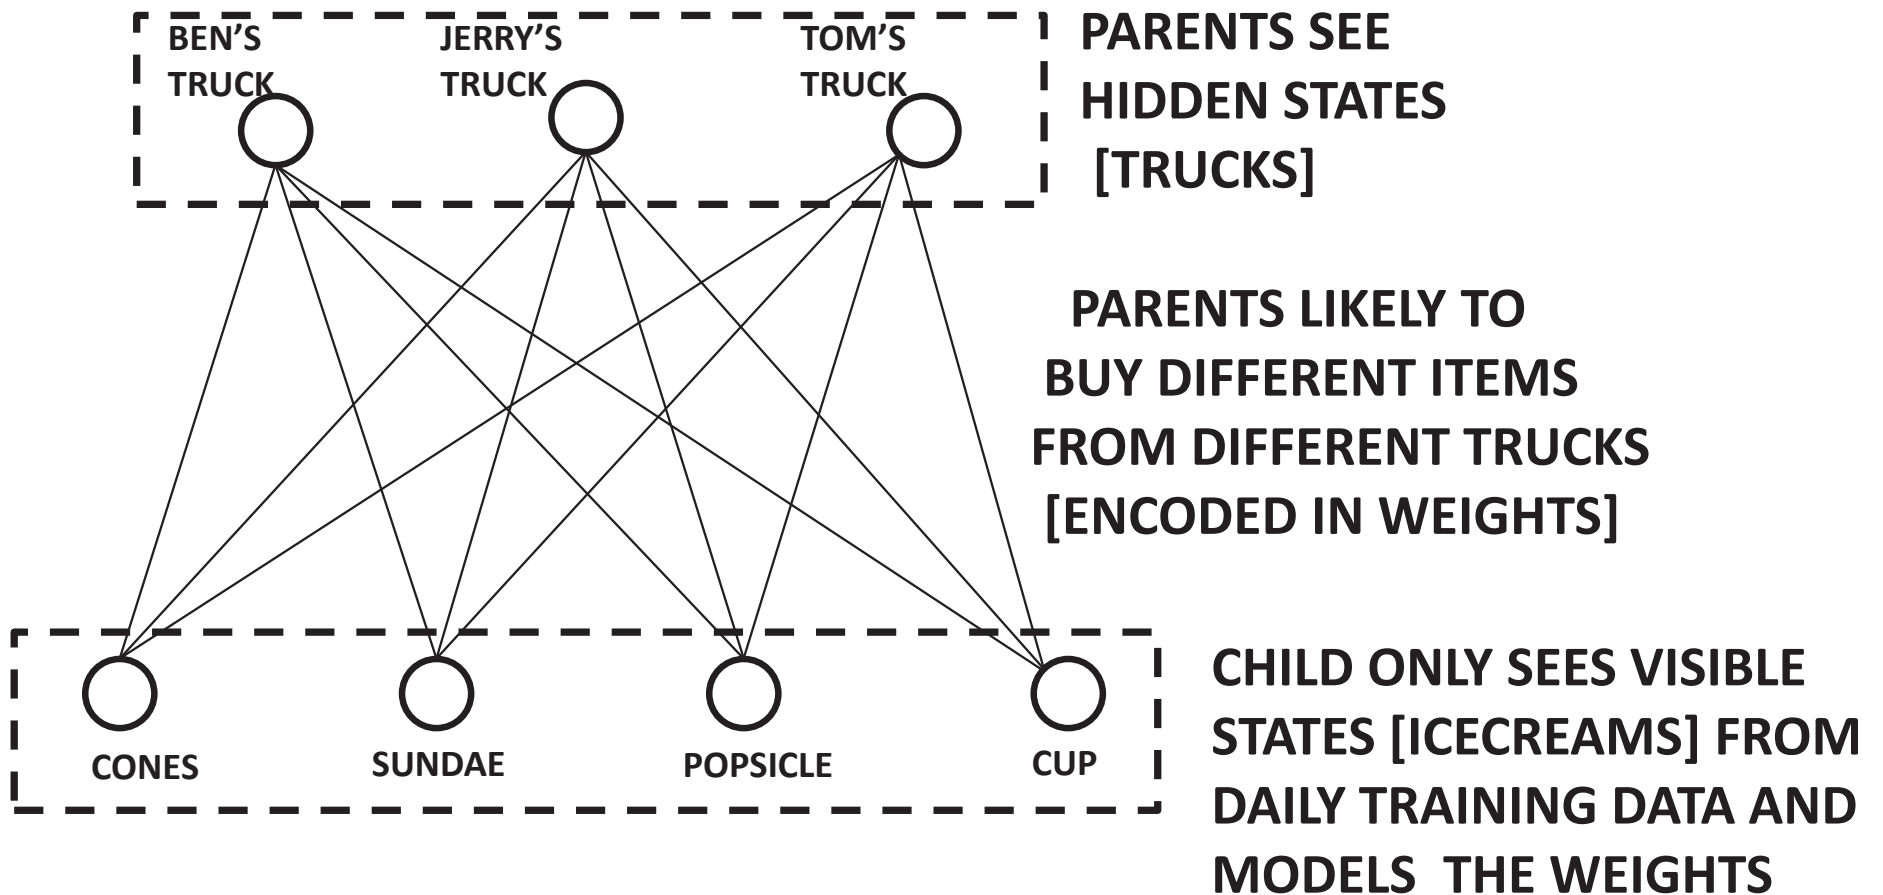 BEN’S
TRUCK
JERRY’S
TRUCK
TOM’S
TRUCK
PARENTS SEE
HIDDEN STATES
[TRUCKS]
PARENTS LIKELY TO
BUY DIFFERENT ITEMS
FROM DIFFERENT TRUCKS
[ENCODED IN WEIGHTS]
CONES
SUNDAE
POPSICLE
CUP
CHILD ONLY SEES VISIBLE
STATES [ICECREAMS] FROM
DAILY TRAINING DATA AND
MODELS THE WEIGHTS